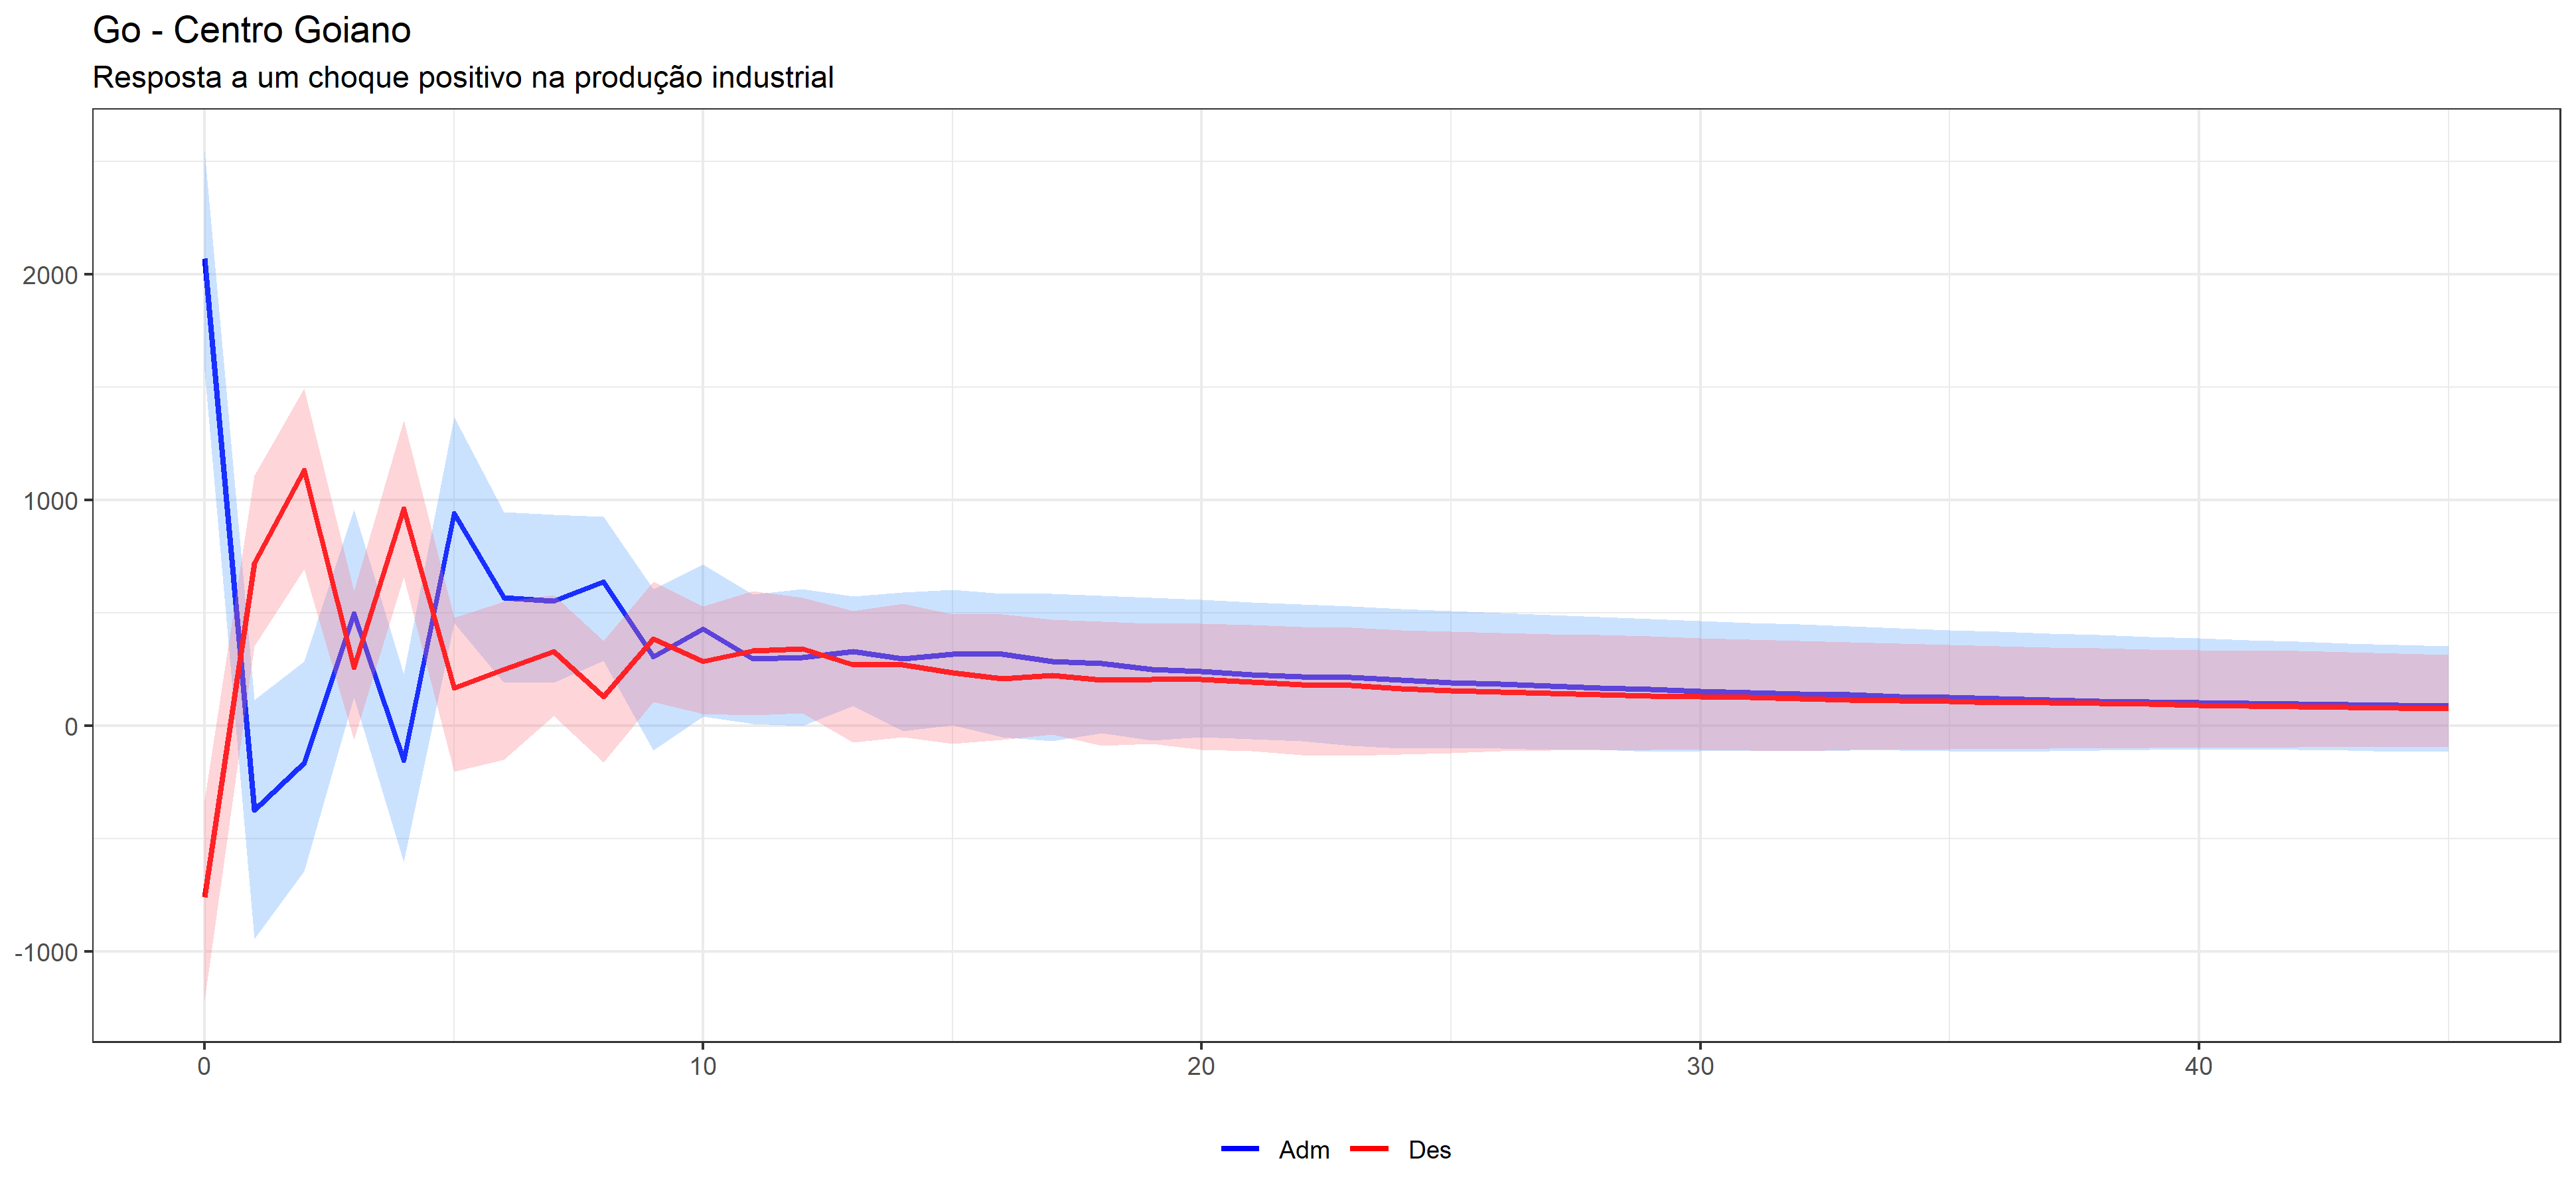 Go - Centro Goiano
Resposta a um choque positivo na produção industrial
2000
1000
0
-1000
0 10 20 30 40
Adm Des